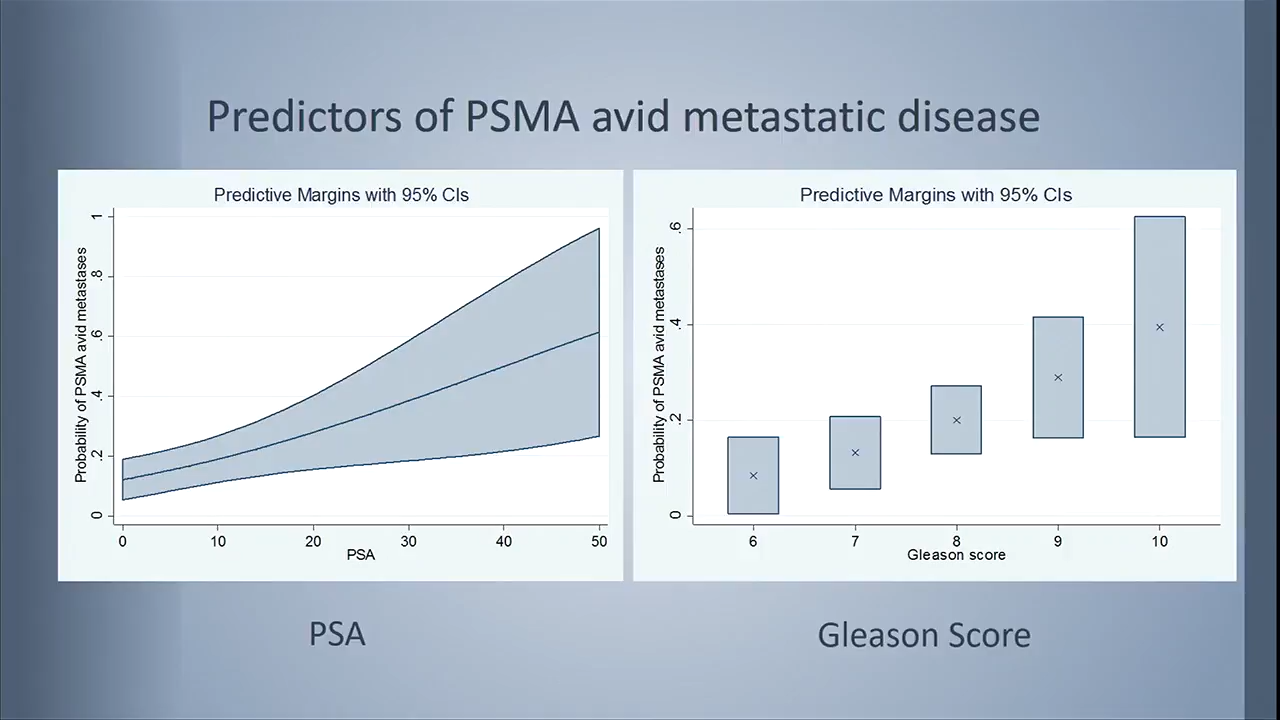 Predictors of PSMA avid metastatic disease
Predictive Margins with 95% CIs
Probability of PSMA avid metastases
1
.8
.6
.4
.2
0
0 10 20 30 40 50
PSA
Predictive Margins with 95% CIs
Probability of PSMA avid metastases
.6
.4
.2
0
6 7 8 9 10
Gleason score
PSA
Gleason Score